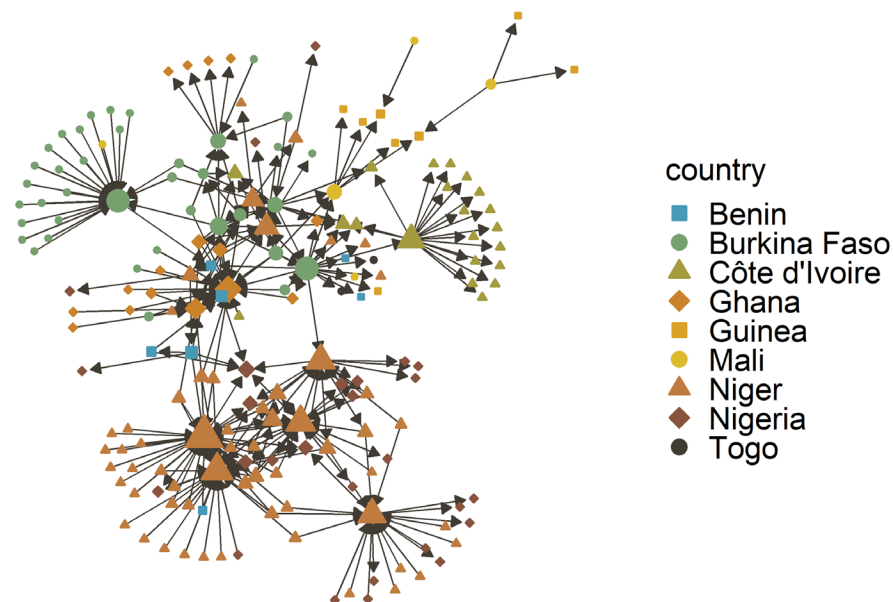 country
Benin
Burkina Faso
Côte d'Ivoire
Ghana
Guinea
Mali
Niger
Nigeria
Togo